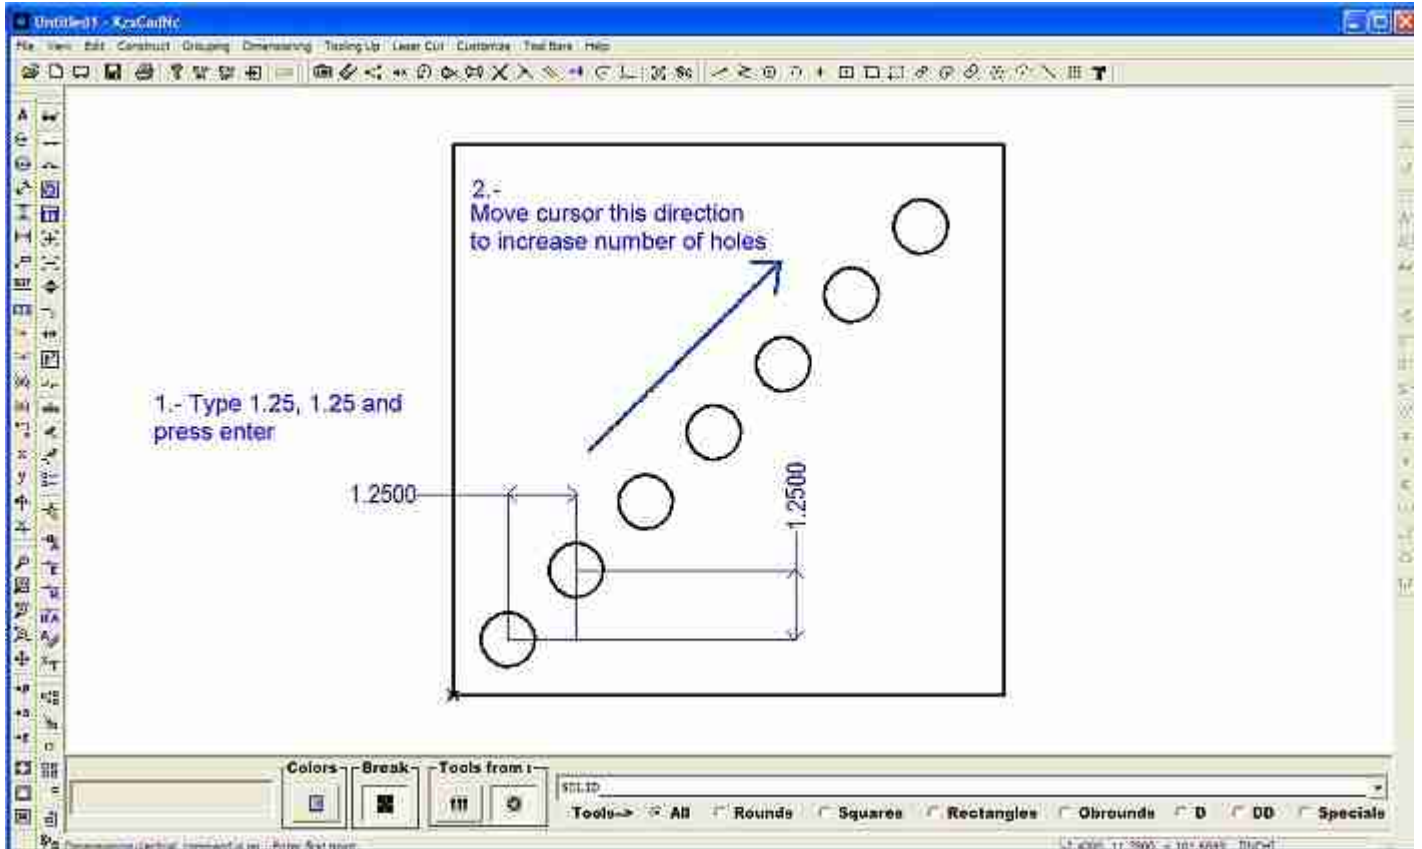 Untitled1 - KzsCadNc
File View Edit Construct Grouping Dimensioning Tooling Up Laser Cut Customize Tool Bars Help
2.-
Move cursor this direction
to increase number of holes
1.- Type 1.25, 1.25 and
press enter
1.2500
1.2500
Colors
Break
Tools from
SOLID
Tools-> All Rounds Squares Rectangles Obrounds D DD Specials